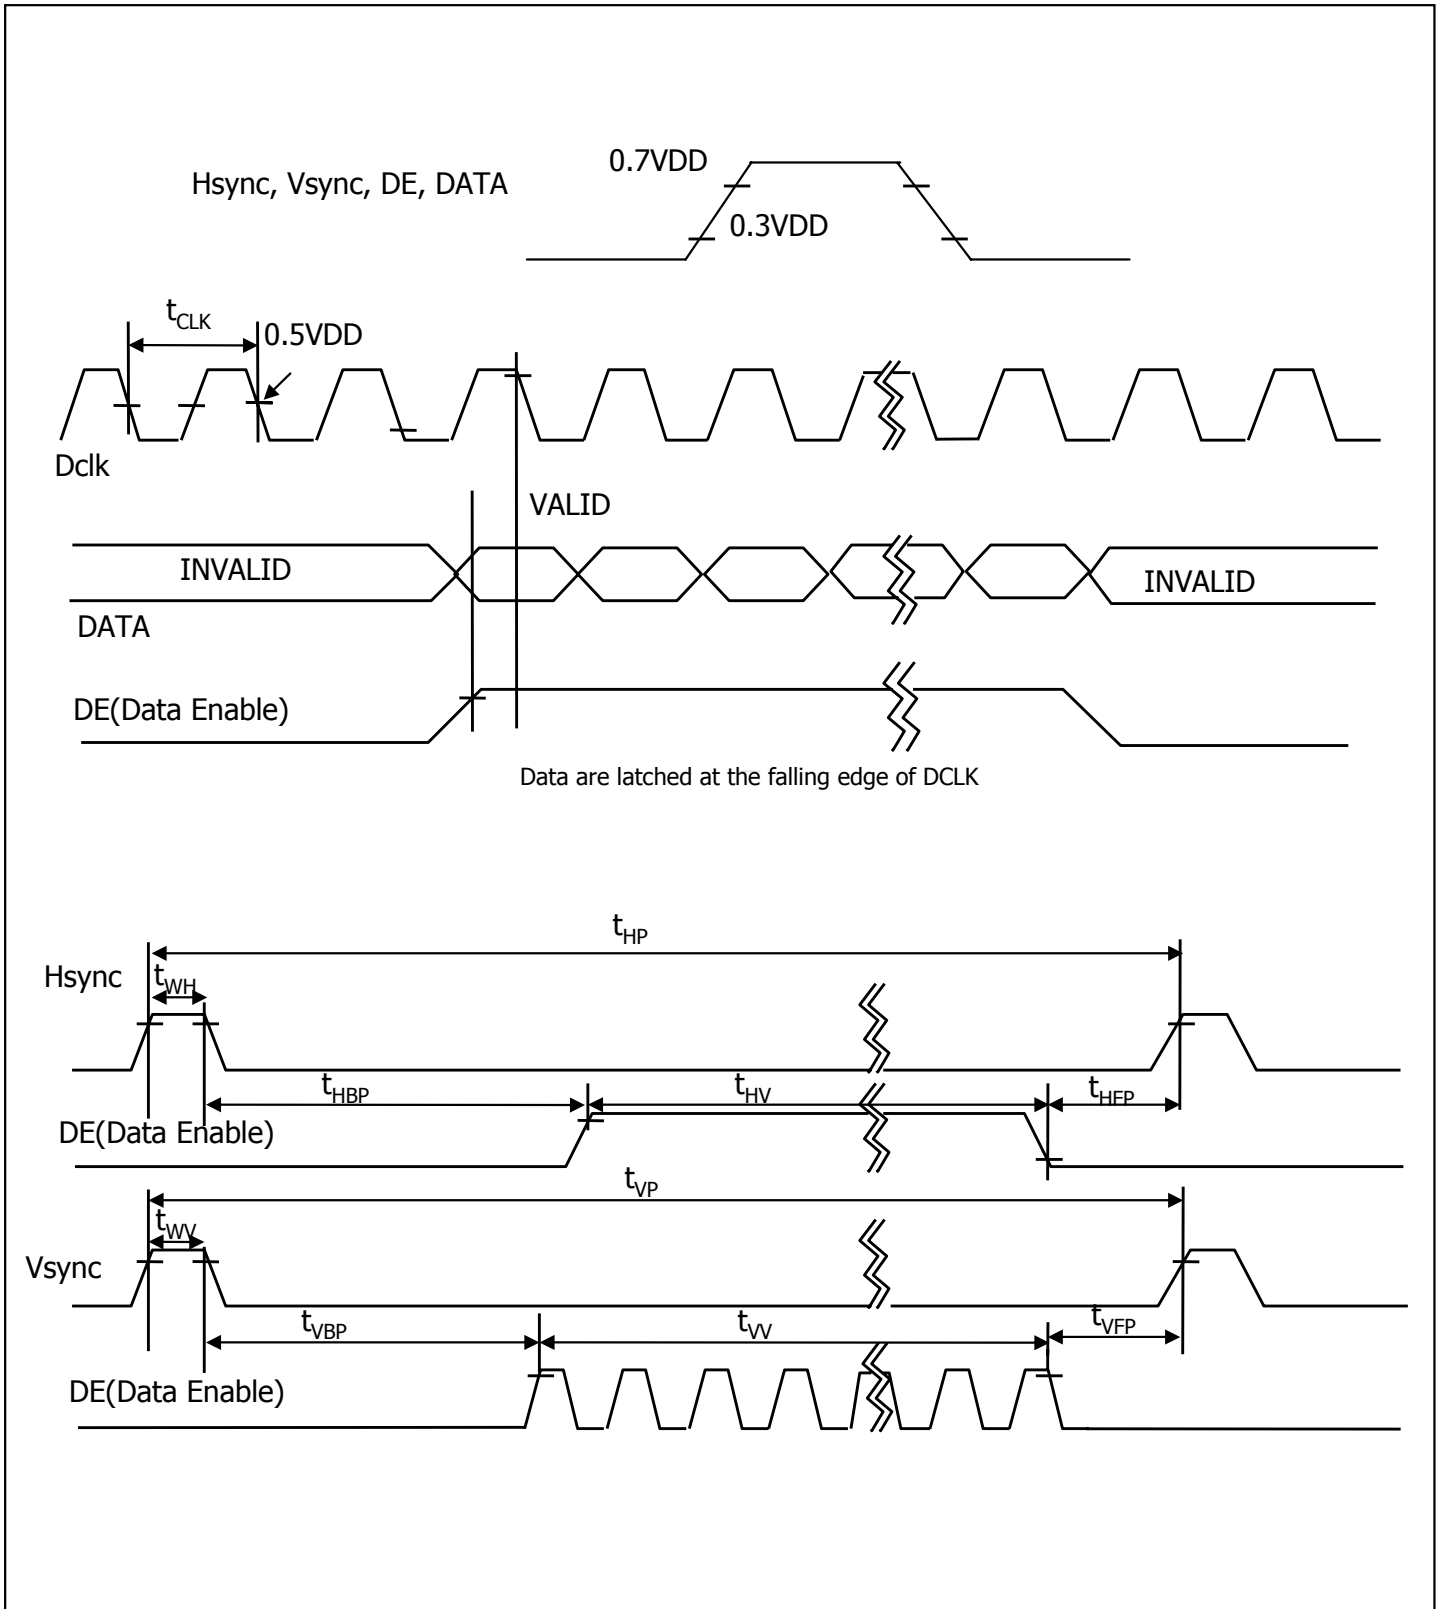 0.7VDD
Hsync, Vsync, DE, DATA
0.3VDD
tCLK
0.5VDD
Dclk
VALID
INVALID
INVALID
DATA
DE(Data Enable)
Data are latched at the falling edge of DCLK
tHP
Hsync
tWH
tHBP
tHV
tHFP
DE(Data Enable)
tVP
tWV
Vsync
tVBP
tVV
tVFP
DE(Data Enable)